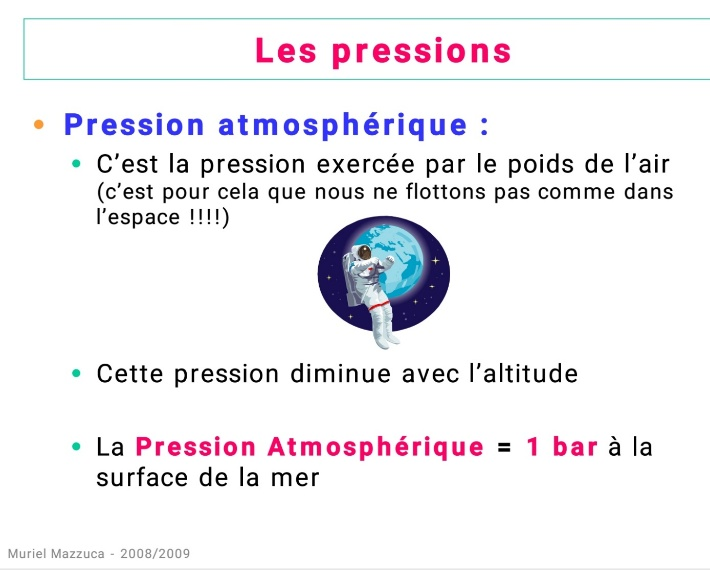 Les pressions
Pression atmosphérique :
C’est la pression exercée par le poids de l’air
(c’est pour cela que nous ne flottons pas comme dans
l’espace !!!!)
Cette pression diminue avec l’altitude
La Pression Atmosphérique = 1 bar à la
surface de la mer
Muriel Mazzuca - 2008/2009